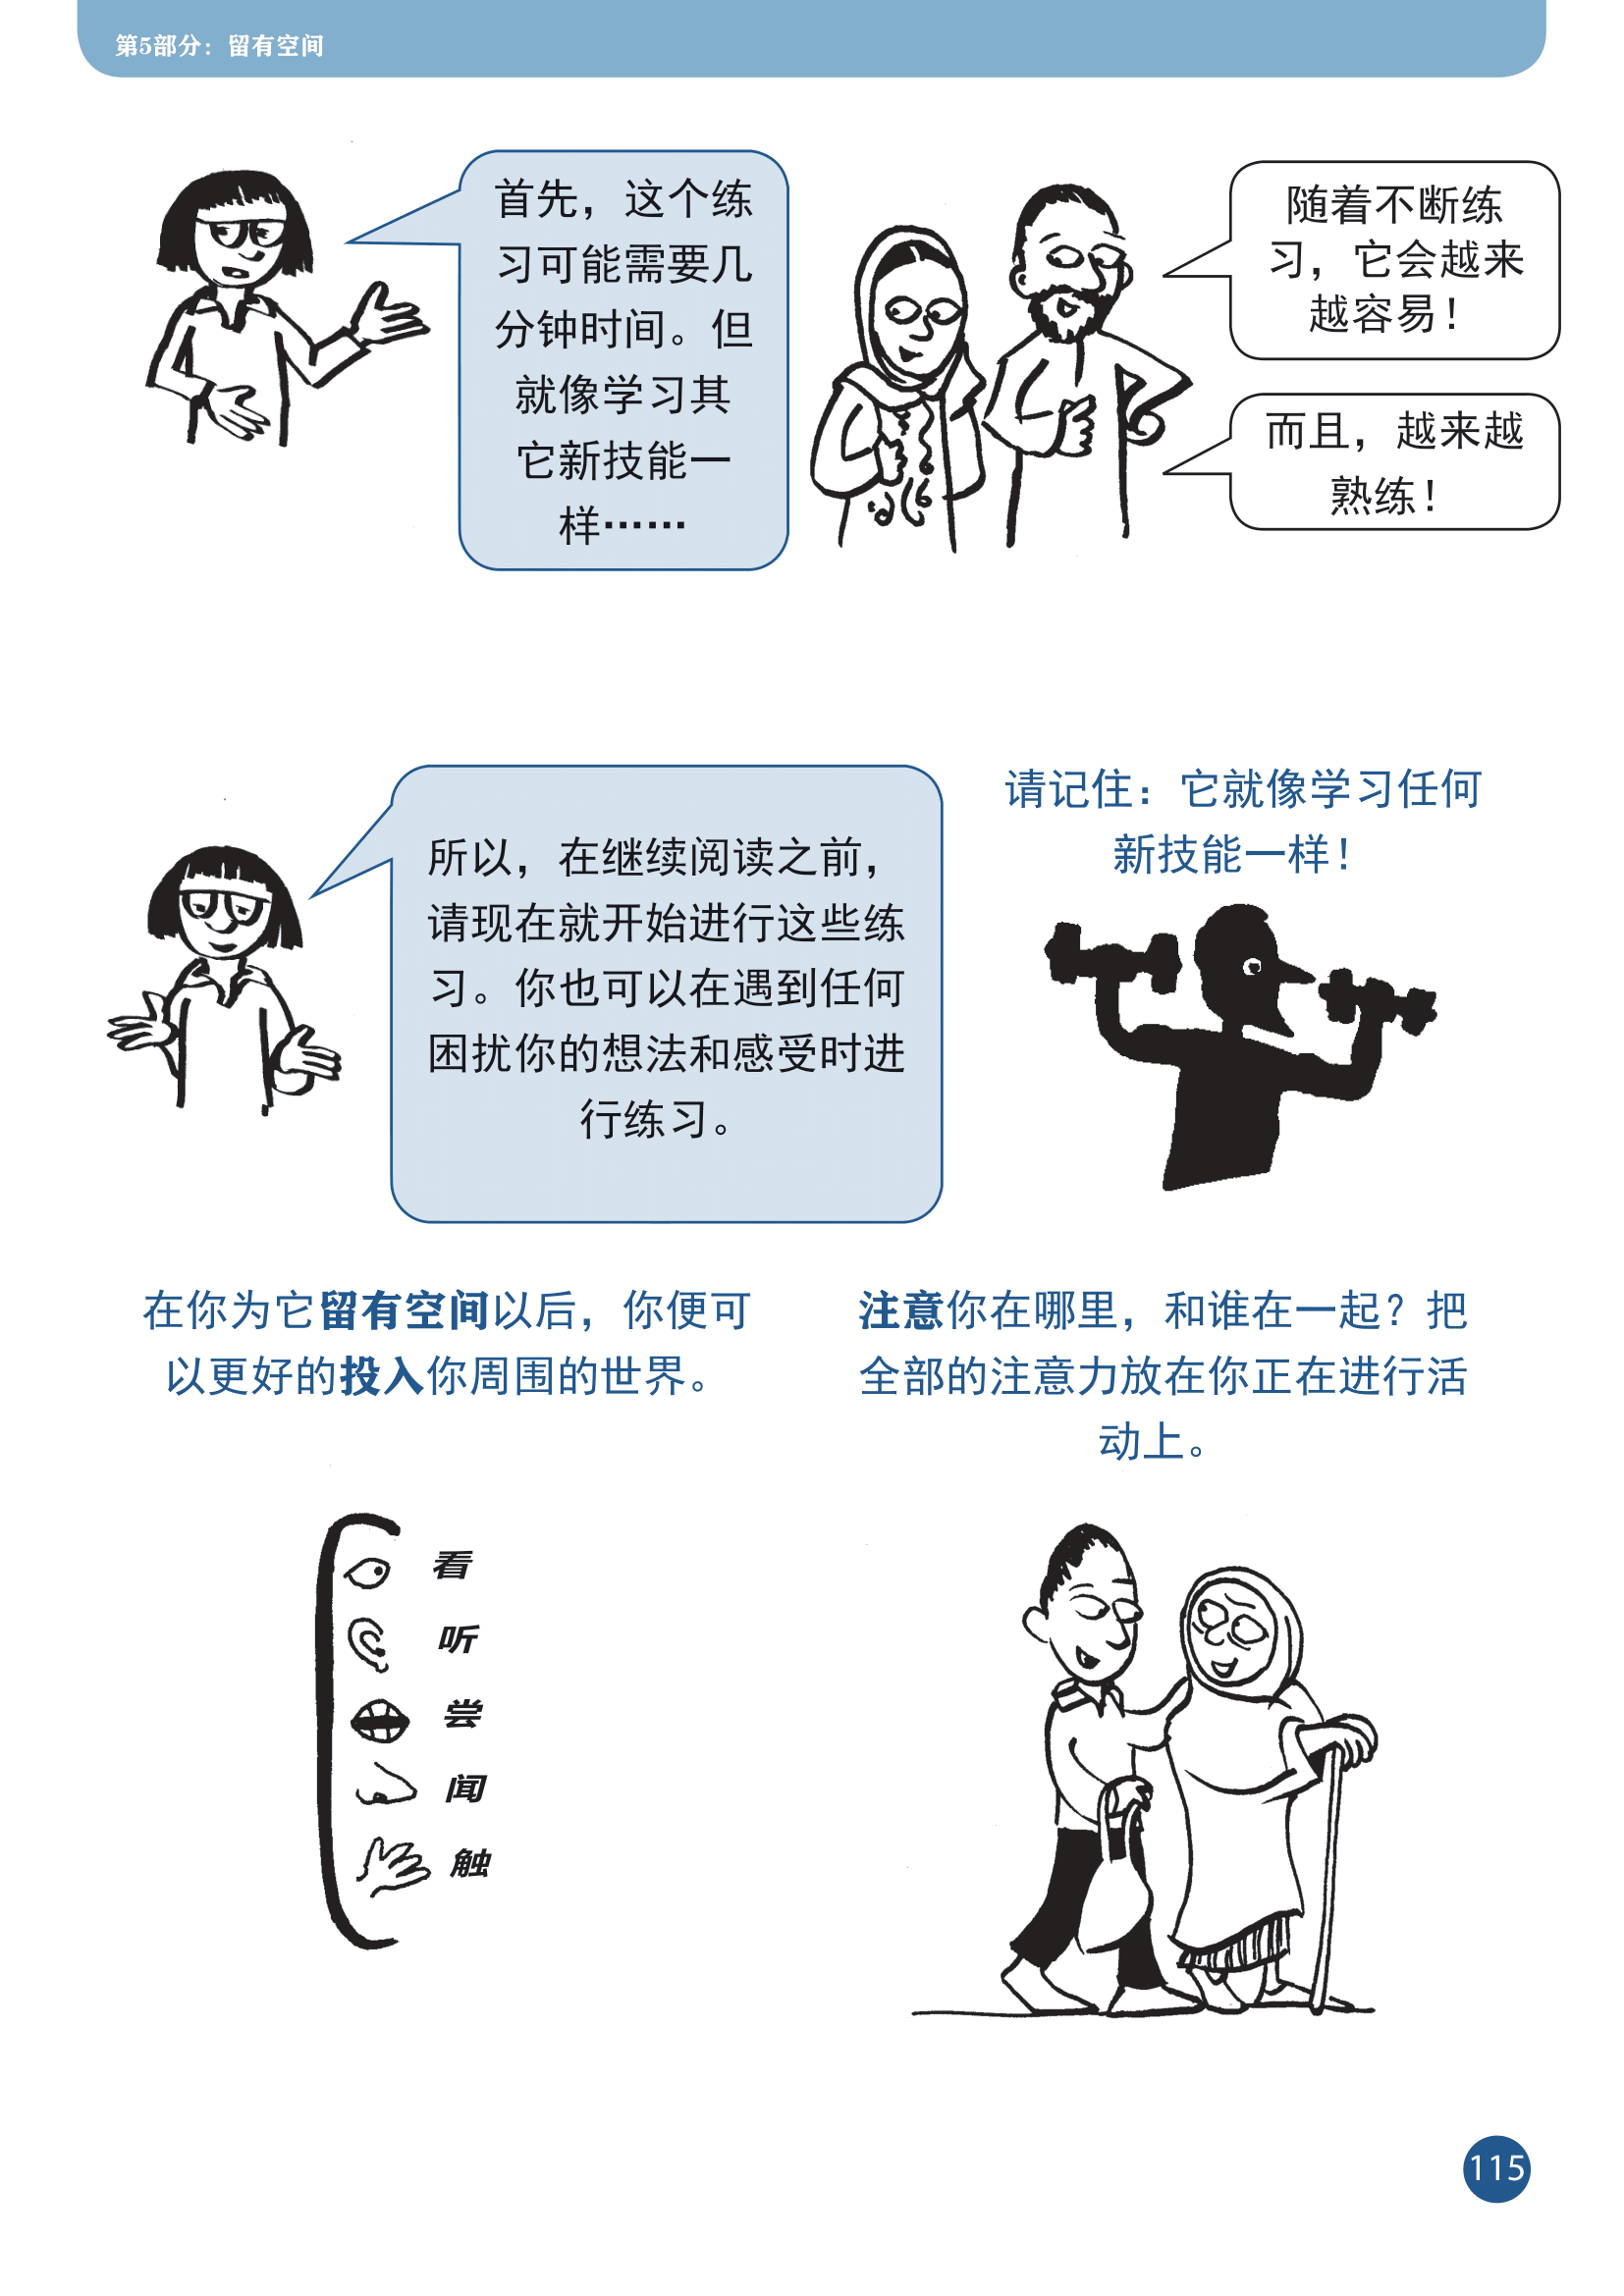 第5部分：留有空间
首先，这个练
习可能需要几
分钟时间。但
就像学习其
它新技能一
样……
随着不断练
习，它会越来
越容易！
而且，越来越
熟练！
所以，在继续阅读之前，
请现在就开始进行这些练
习。你也可以在遇到任何
困扰你的想法和感受时进
行练习。
请记住：它就像学习任何
新技能一样！
在你为它留有空间以后，你便可
以更好的投入你周围的世界。
注意你在哪里，和谁在一起？把
全部的注意力放在你正在进行活
动上。
看
听
尝
闻
触
115